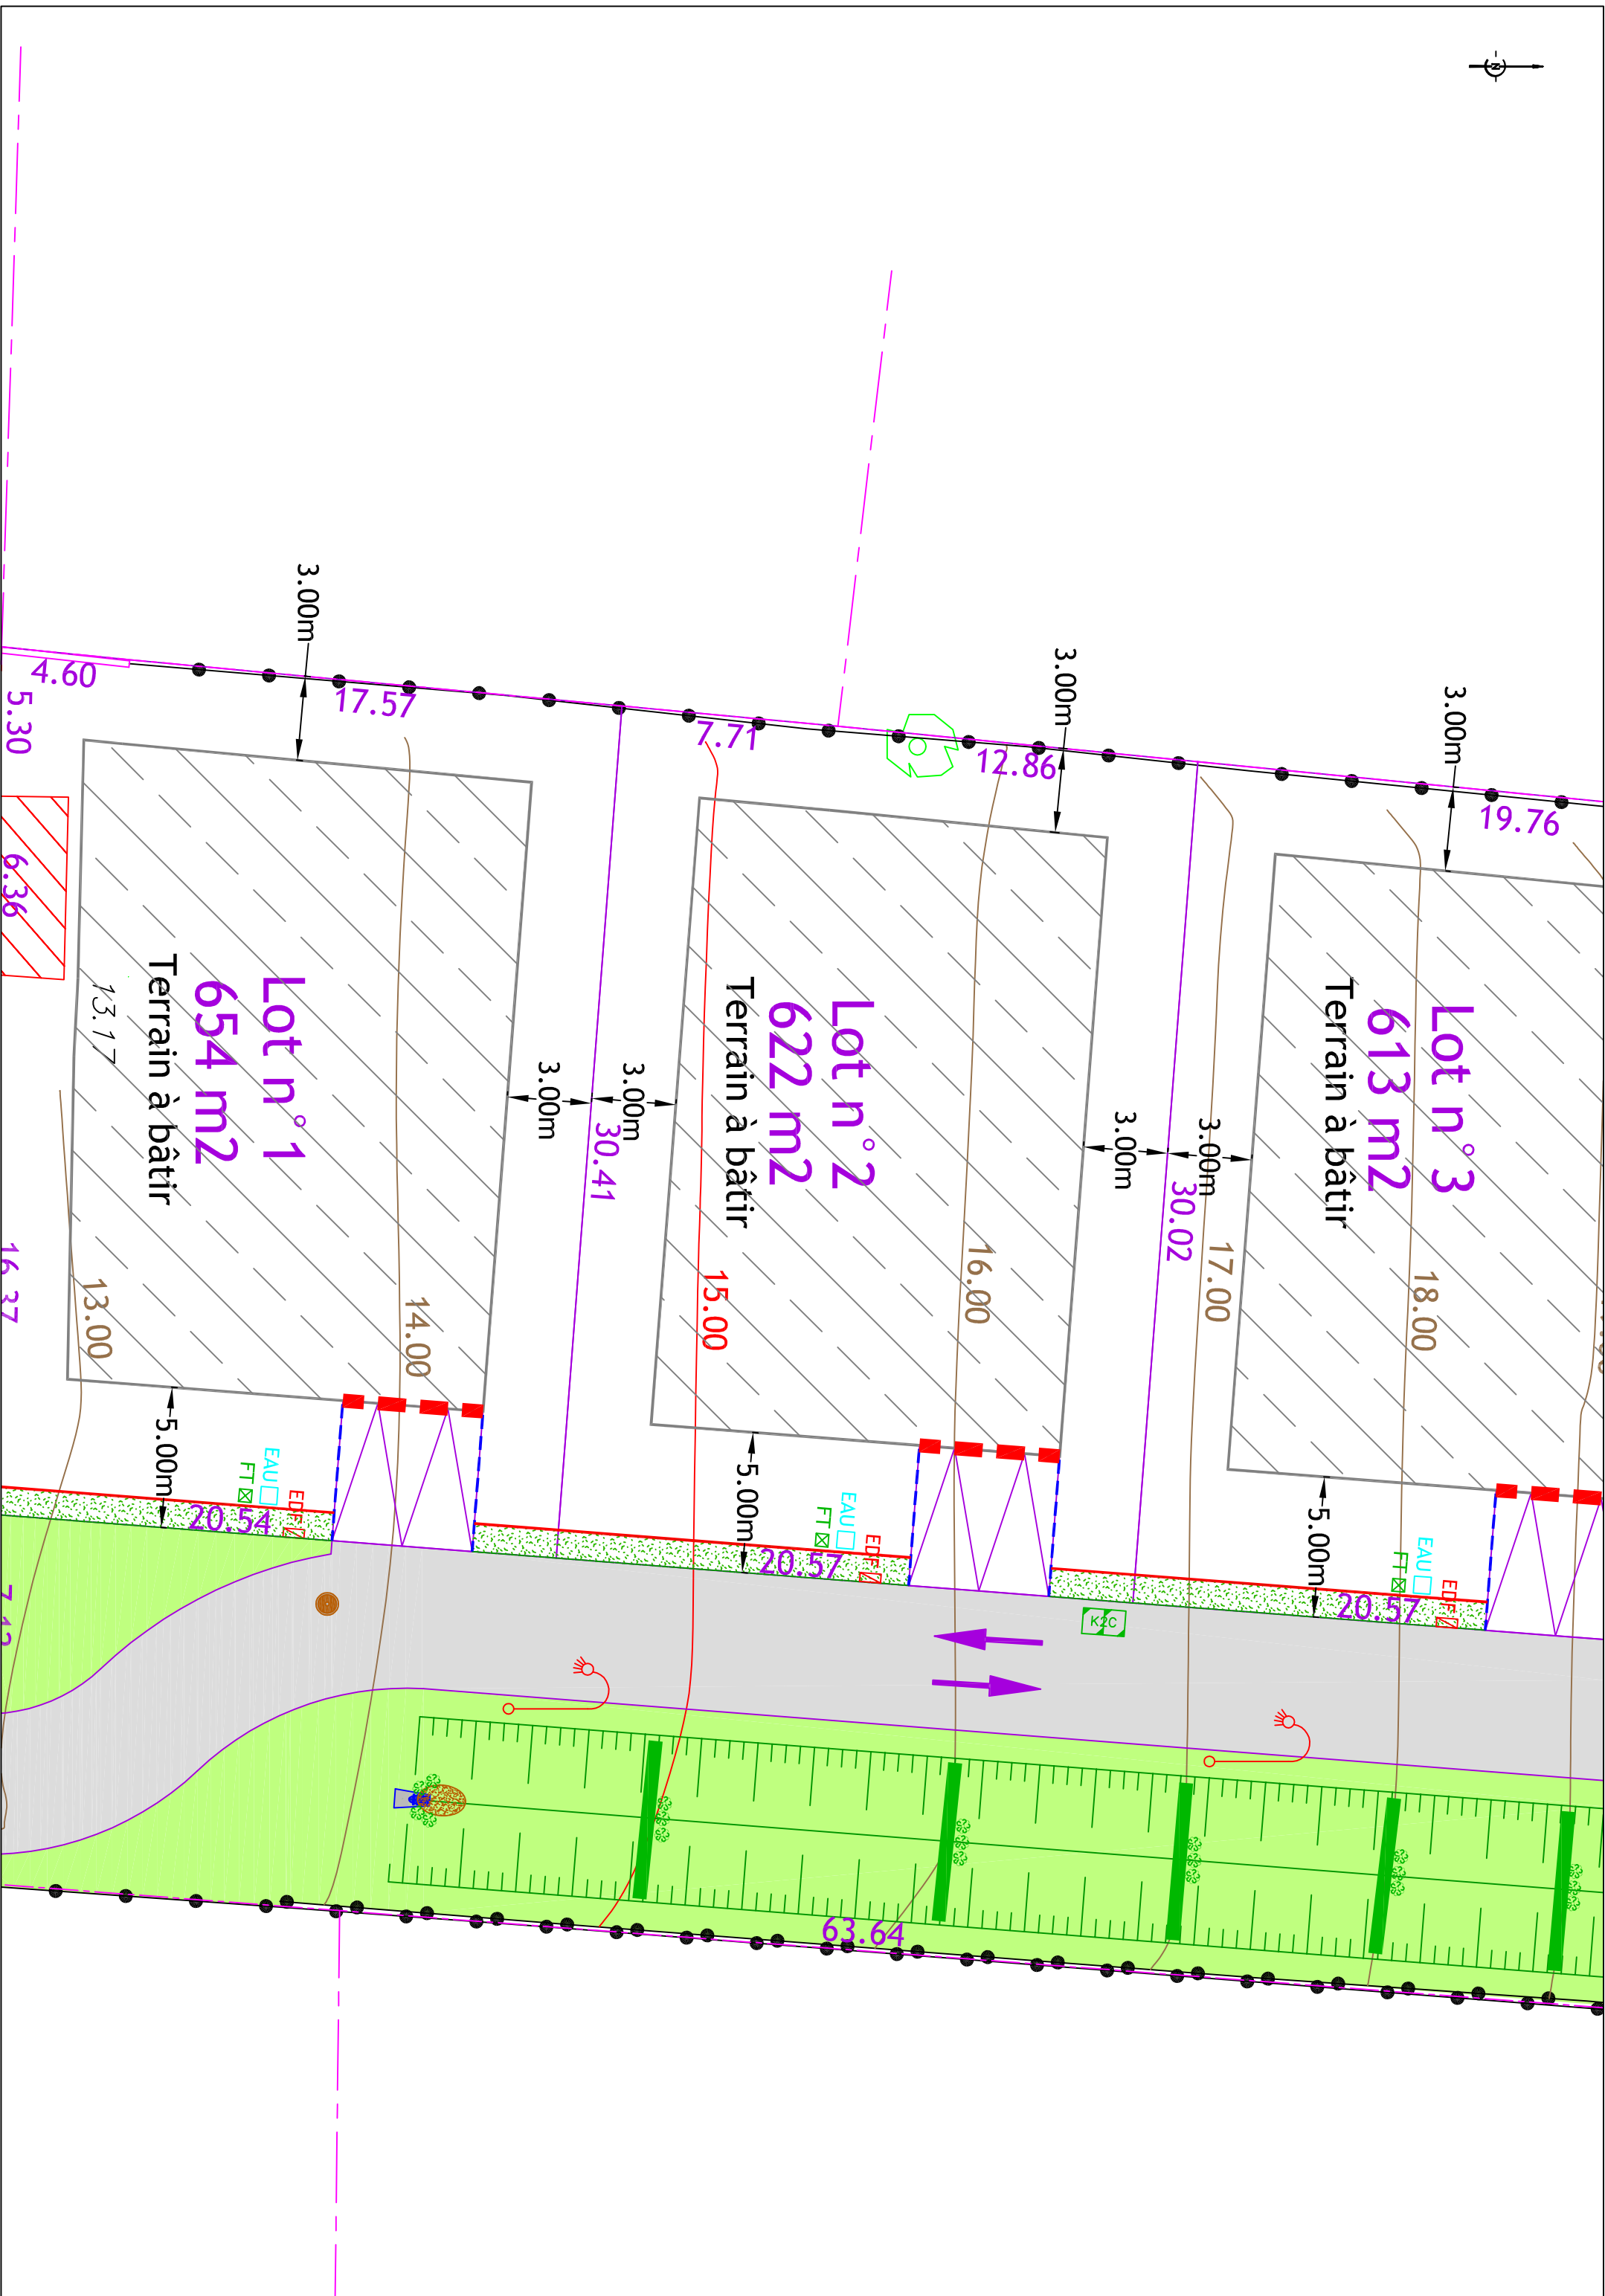 N
3.00m
3.00m
3.00m
4.60
17.57
7.71
12.86
19.76
5.30
6.36
Lot n°1
654 m2
Terrain à bâtir
13.17
Lot n°2
622 m2
Terrain à bâtir
Lot n°3
613 m2
Terrain à bâtir
3.00m
3.00m
30.41
3.00m
3.00m
30.02
16.37
13.00
14.00
15.00
16.00
17.00
18.00
5.00m
5.00m
5.00m
EAU
FT
EDF
20.54
EAU
FT
EDF
20.57
EAU
FT
EDF
20.57
K2C
63.64